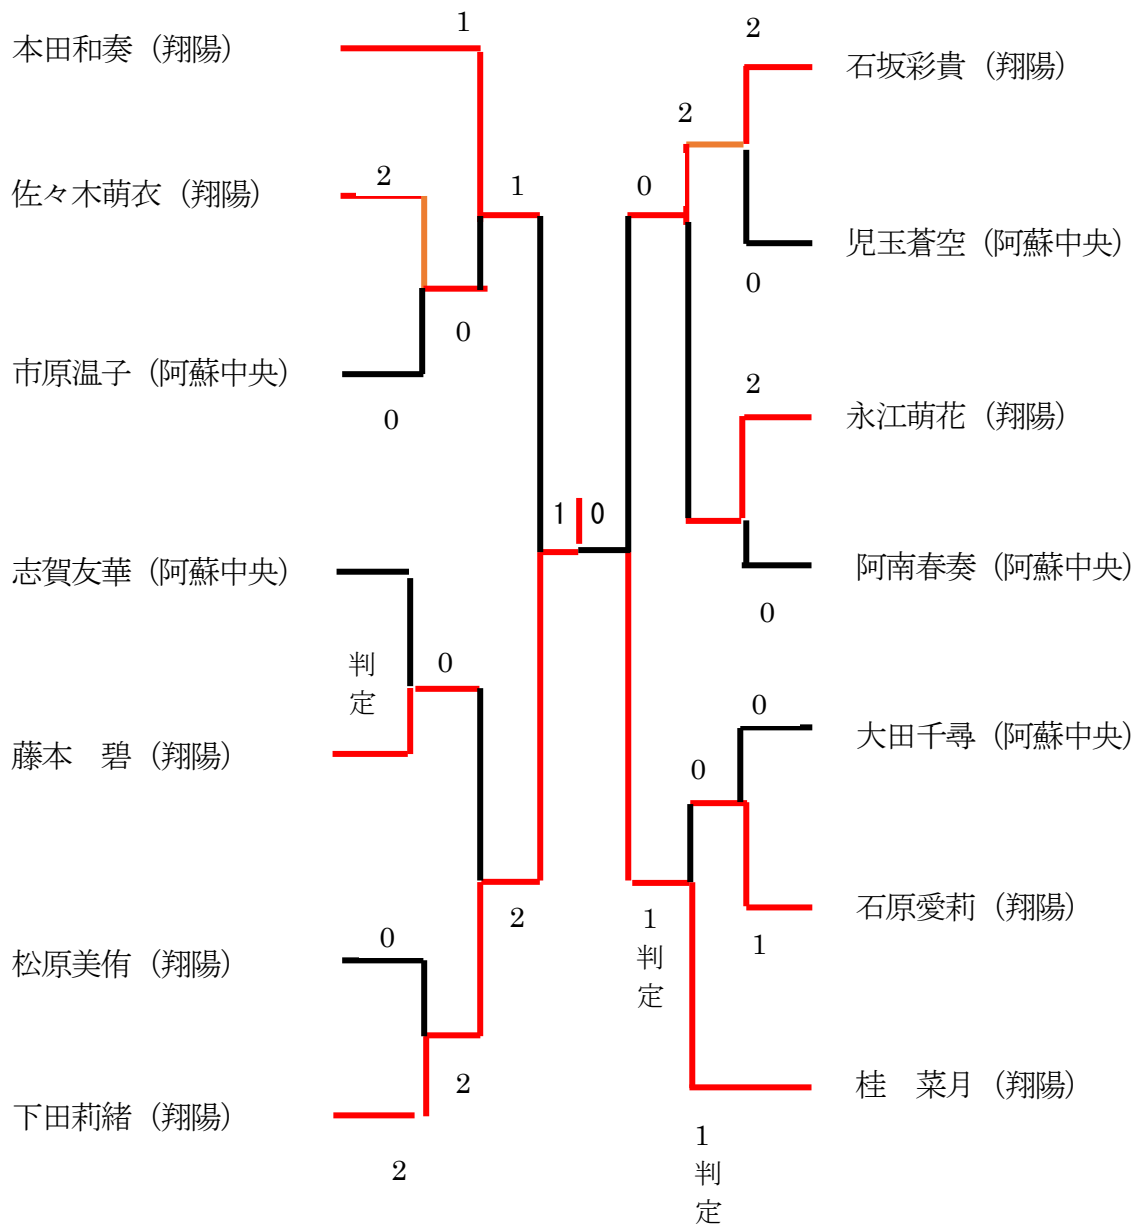 本田和奏（翔陽）
1
佐々木萌衣（翔陽）
2
1
市原温子（阿蘇中央）
0
0
志賀友華（阿蘇中央）
判定
0
藤本　碧（翔陽）
松原美侑（翔陽）
0
2
下田莉緒（翔陽）
2
2
1
0
2
石坂彩貴（翔陽）
2
0
児玉蒼空（阿蘇中央）
0
2
永江萌花（翔陽）
阿南春奏（阿蘇中央）
0
0
大田千尋（阿蘇中央）
0
石原愛莉（翔陽）
1
1
判定
桂　菜月（翔陽）
1
判定